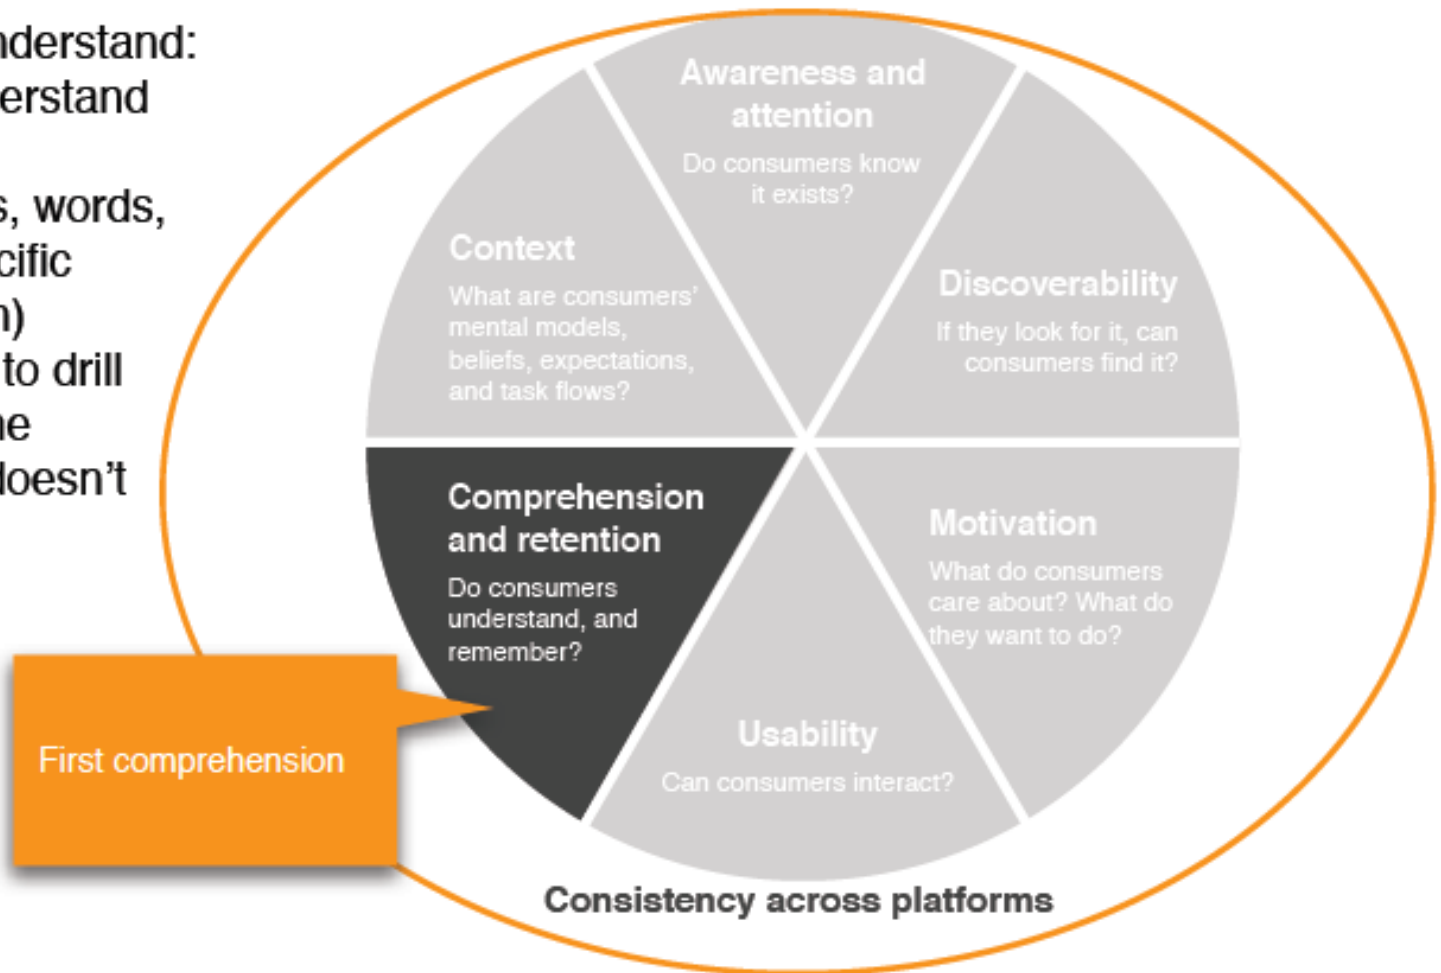 nderstand:
erstand
s, words,
cific
n)
to drill
ne
doesn't
Awareness and
attention
Do consumers know
it exists?
Context
What are consumers'
mental models,
beliefs, expectations,
and task flows?
Discoverability
If they look for it, can
consumers find it?
Comprehension
and retention
Do consumers
understand, and
remember?
Motivation
What do consumers
care about? What do
they want to do?
Usability
Can consumers interact?
First comprehension
Consistency across platforms